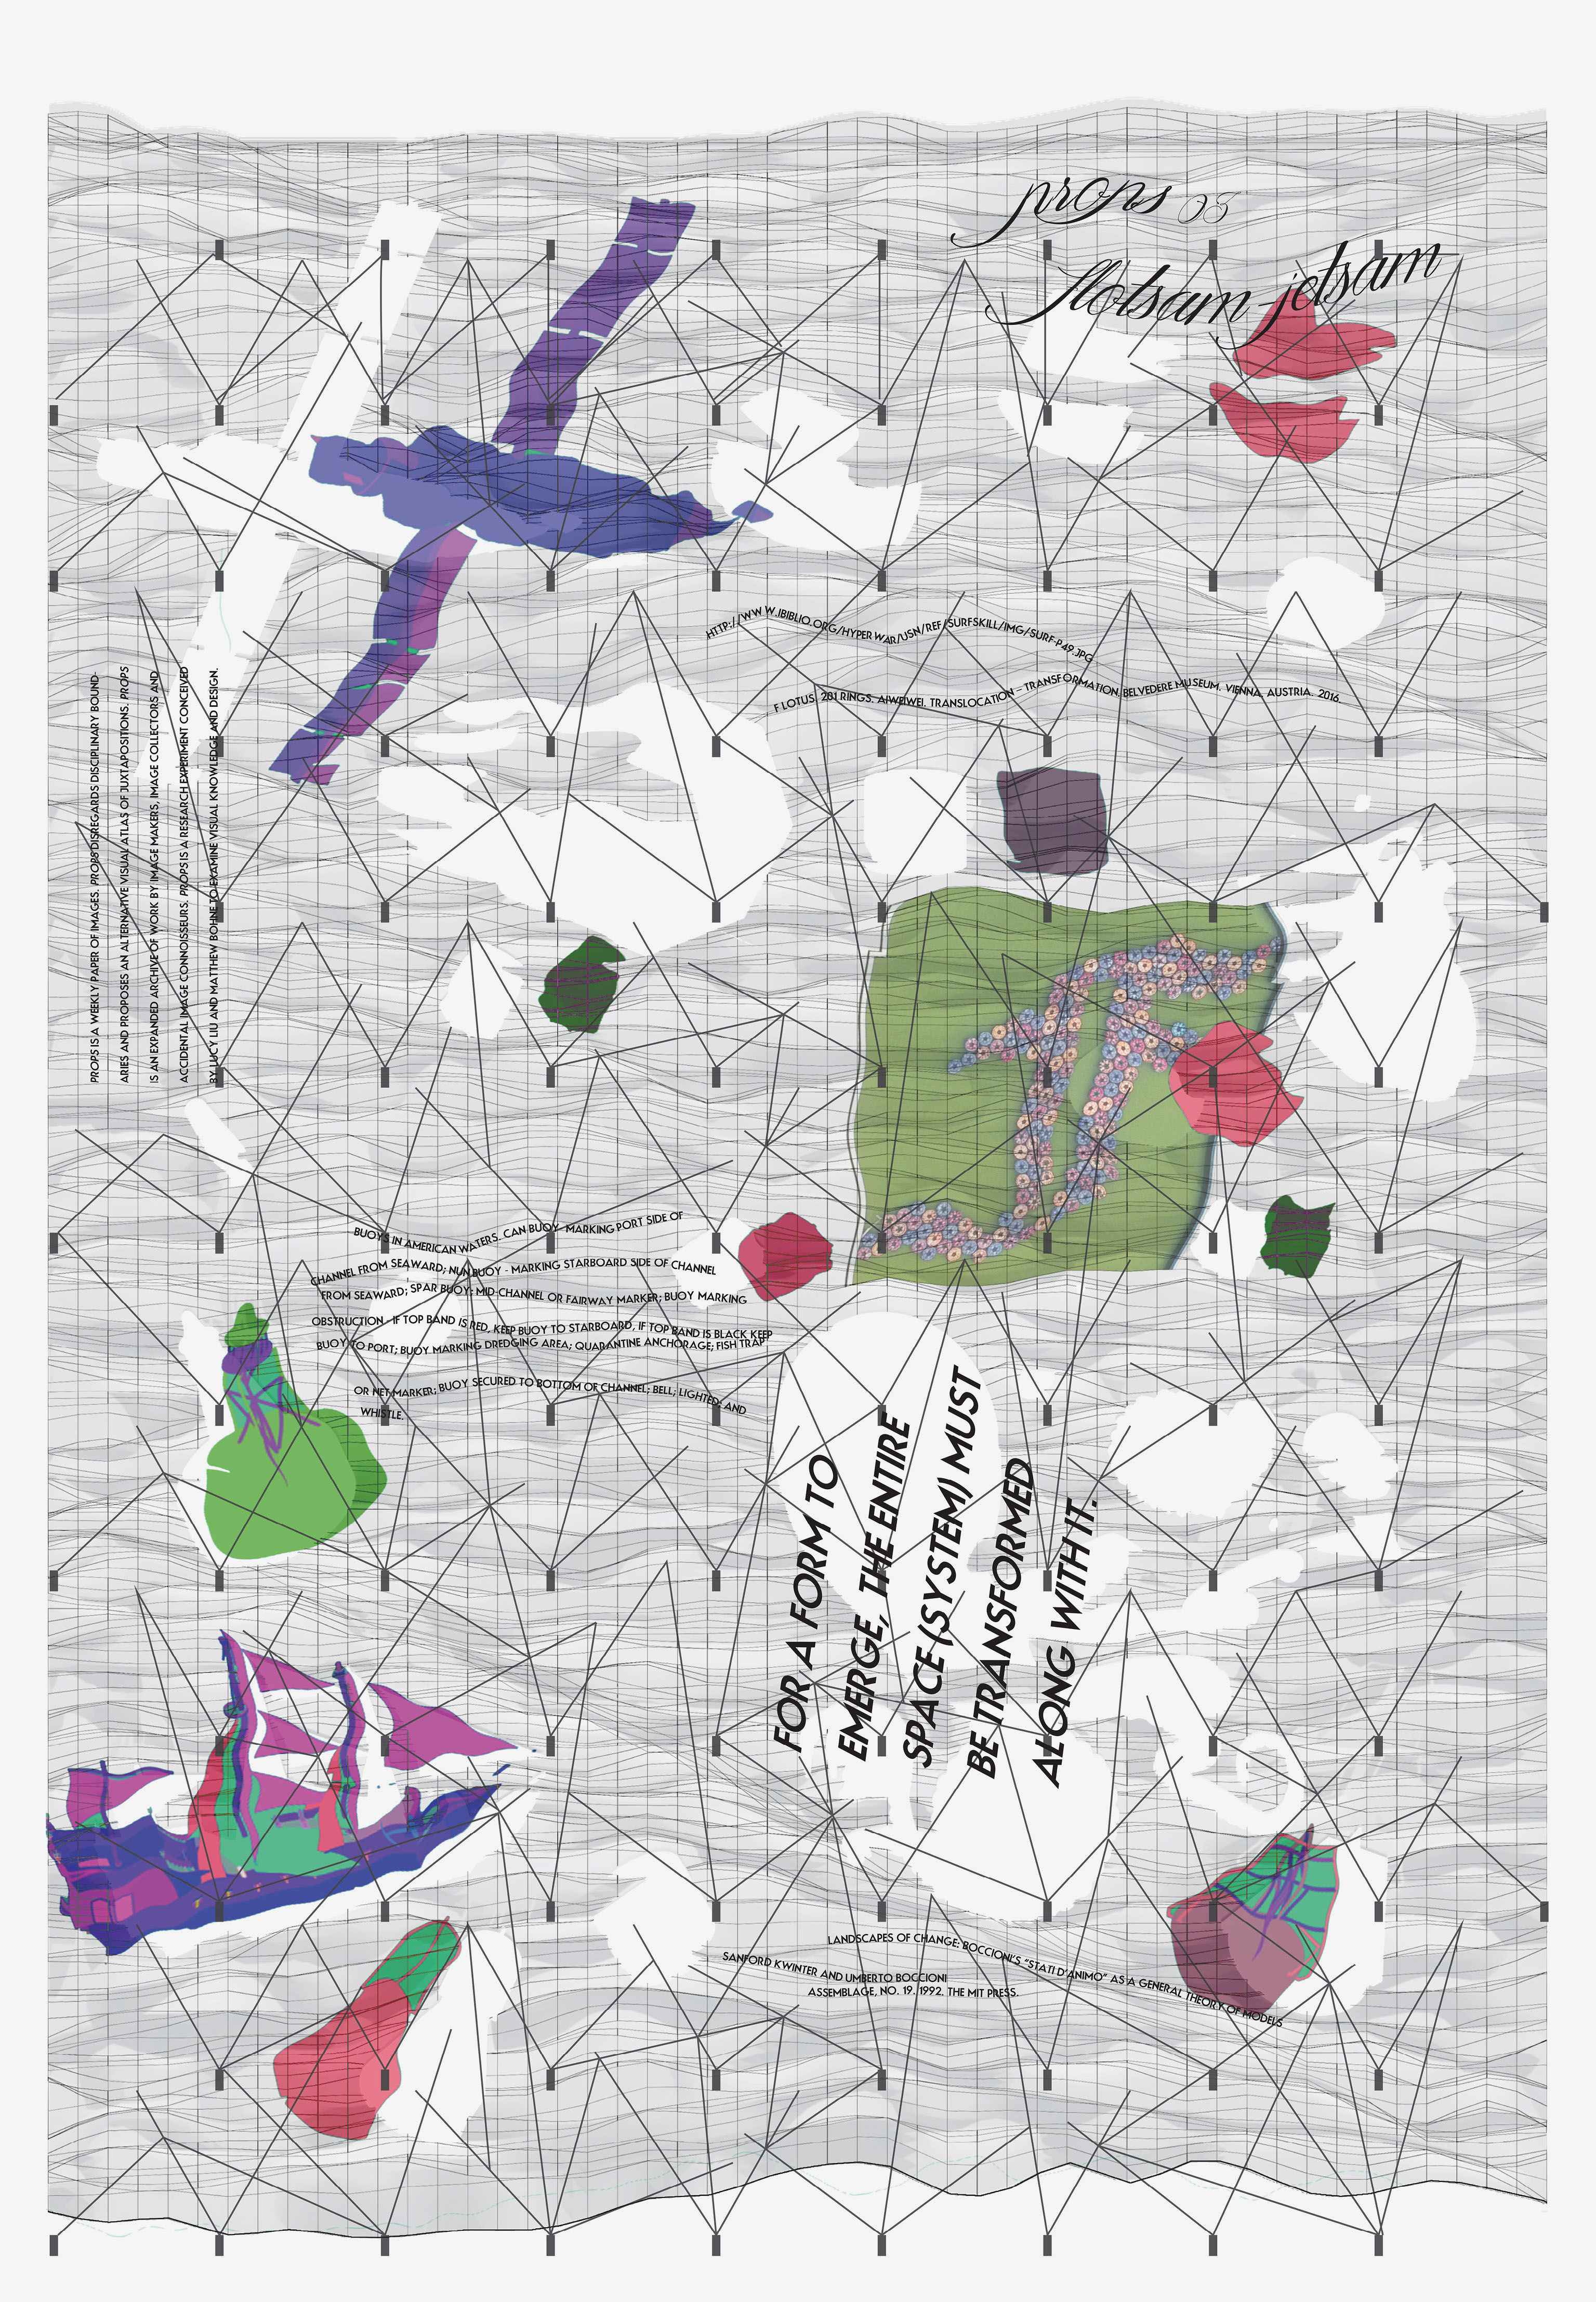 props 08
flotsam jetsam
HTTP://WWW.IBIBLIO.ORG/HYPERWAR/USN/REF/SURFSKILL/IMG/SURF-P49.JPG
F LOTUS, 201 RINGS. AIWEIWEI, TRANSLOCATION – TRANSFORMATION, BELVEDERE MUSEUM. VIENNA, AUSTRIA. 2016.
PROPS IS A WEEKLY PAPER OF IMAGES. PROPS DISREGARDS DISCIPLINARY BOUND-
ARIES AND PROPOSES AN ALTERNATIVE VISUAL ATLAS OF JUXTAPOSITIONS. PROPS
IS AN EXPANDED ARCHIVE OF WORK BY IMAGE MAKERS, IMAGE COLLECTORS AND
ACCIDENTAL IMAGE CONNOISSEURS. PROPS IS A RESEARCH EXPERIMENT CONCEIVED
BY LUCY LIU AND MATTHEW BOHNE TO EXAMINE VISUAL KNOWLEDGE AND DESIGN.
BUOYS IN AMERICAN WATERS. CAN BUOY - MARKING PORT SIDE OF
CHANNEL FROM SEAWARD; NUN BUOY - MARKING STARBOARD SIDE OF CHANNEL
FROM SEAWARD; SPAR BUOY; MID-CHANNEL OR FAIRWAY MARKER; BUOY MARKING
OBSTRUCTION - IF TOP BAND IS RED, KEEP BUOY TO STARBOARD, IF TOP BAND IS BLACK KEEP
BUOY TO PORT; BUOY MARKING DREDGING AREA; QUARANTINE ANCHORAGE; FISH TRAP
OR NET MARKER; BUOY SECURED TO BOTTOM OF CHANNEL; BELL; LIGHTED; AND
WHISTLE.
FOR A FORM TO
EMERGE, THE ENTIRE
SPACE (SYSTEM) MUST
BE TRANSFORMED
ALONG WITH IT.
LANDSCAPES OF CHANGE: BOCCIONI'S "STATI D'ANIMO" AS A GENERAL THEORY OF MODELS
SANFORD KWINTER AND UMBERTO BOCCIONI
ASSEMBLAGE, NO. 19. 1992. THE MIT PRESS.